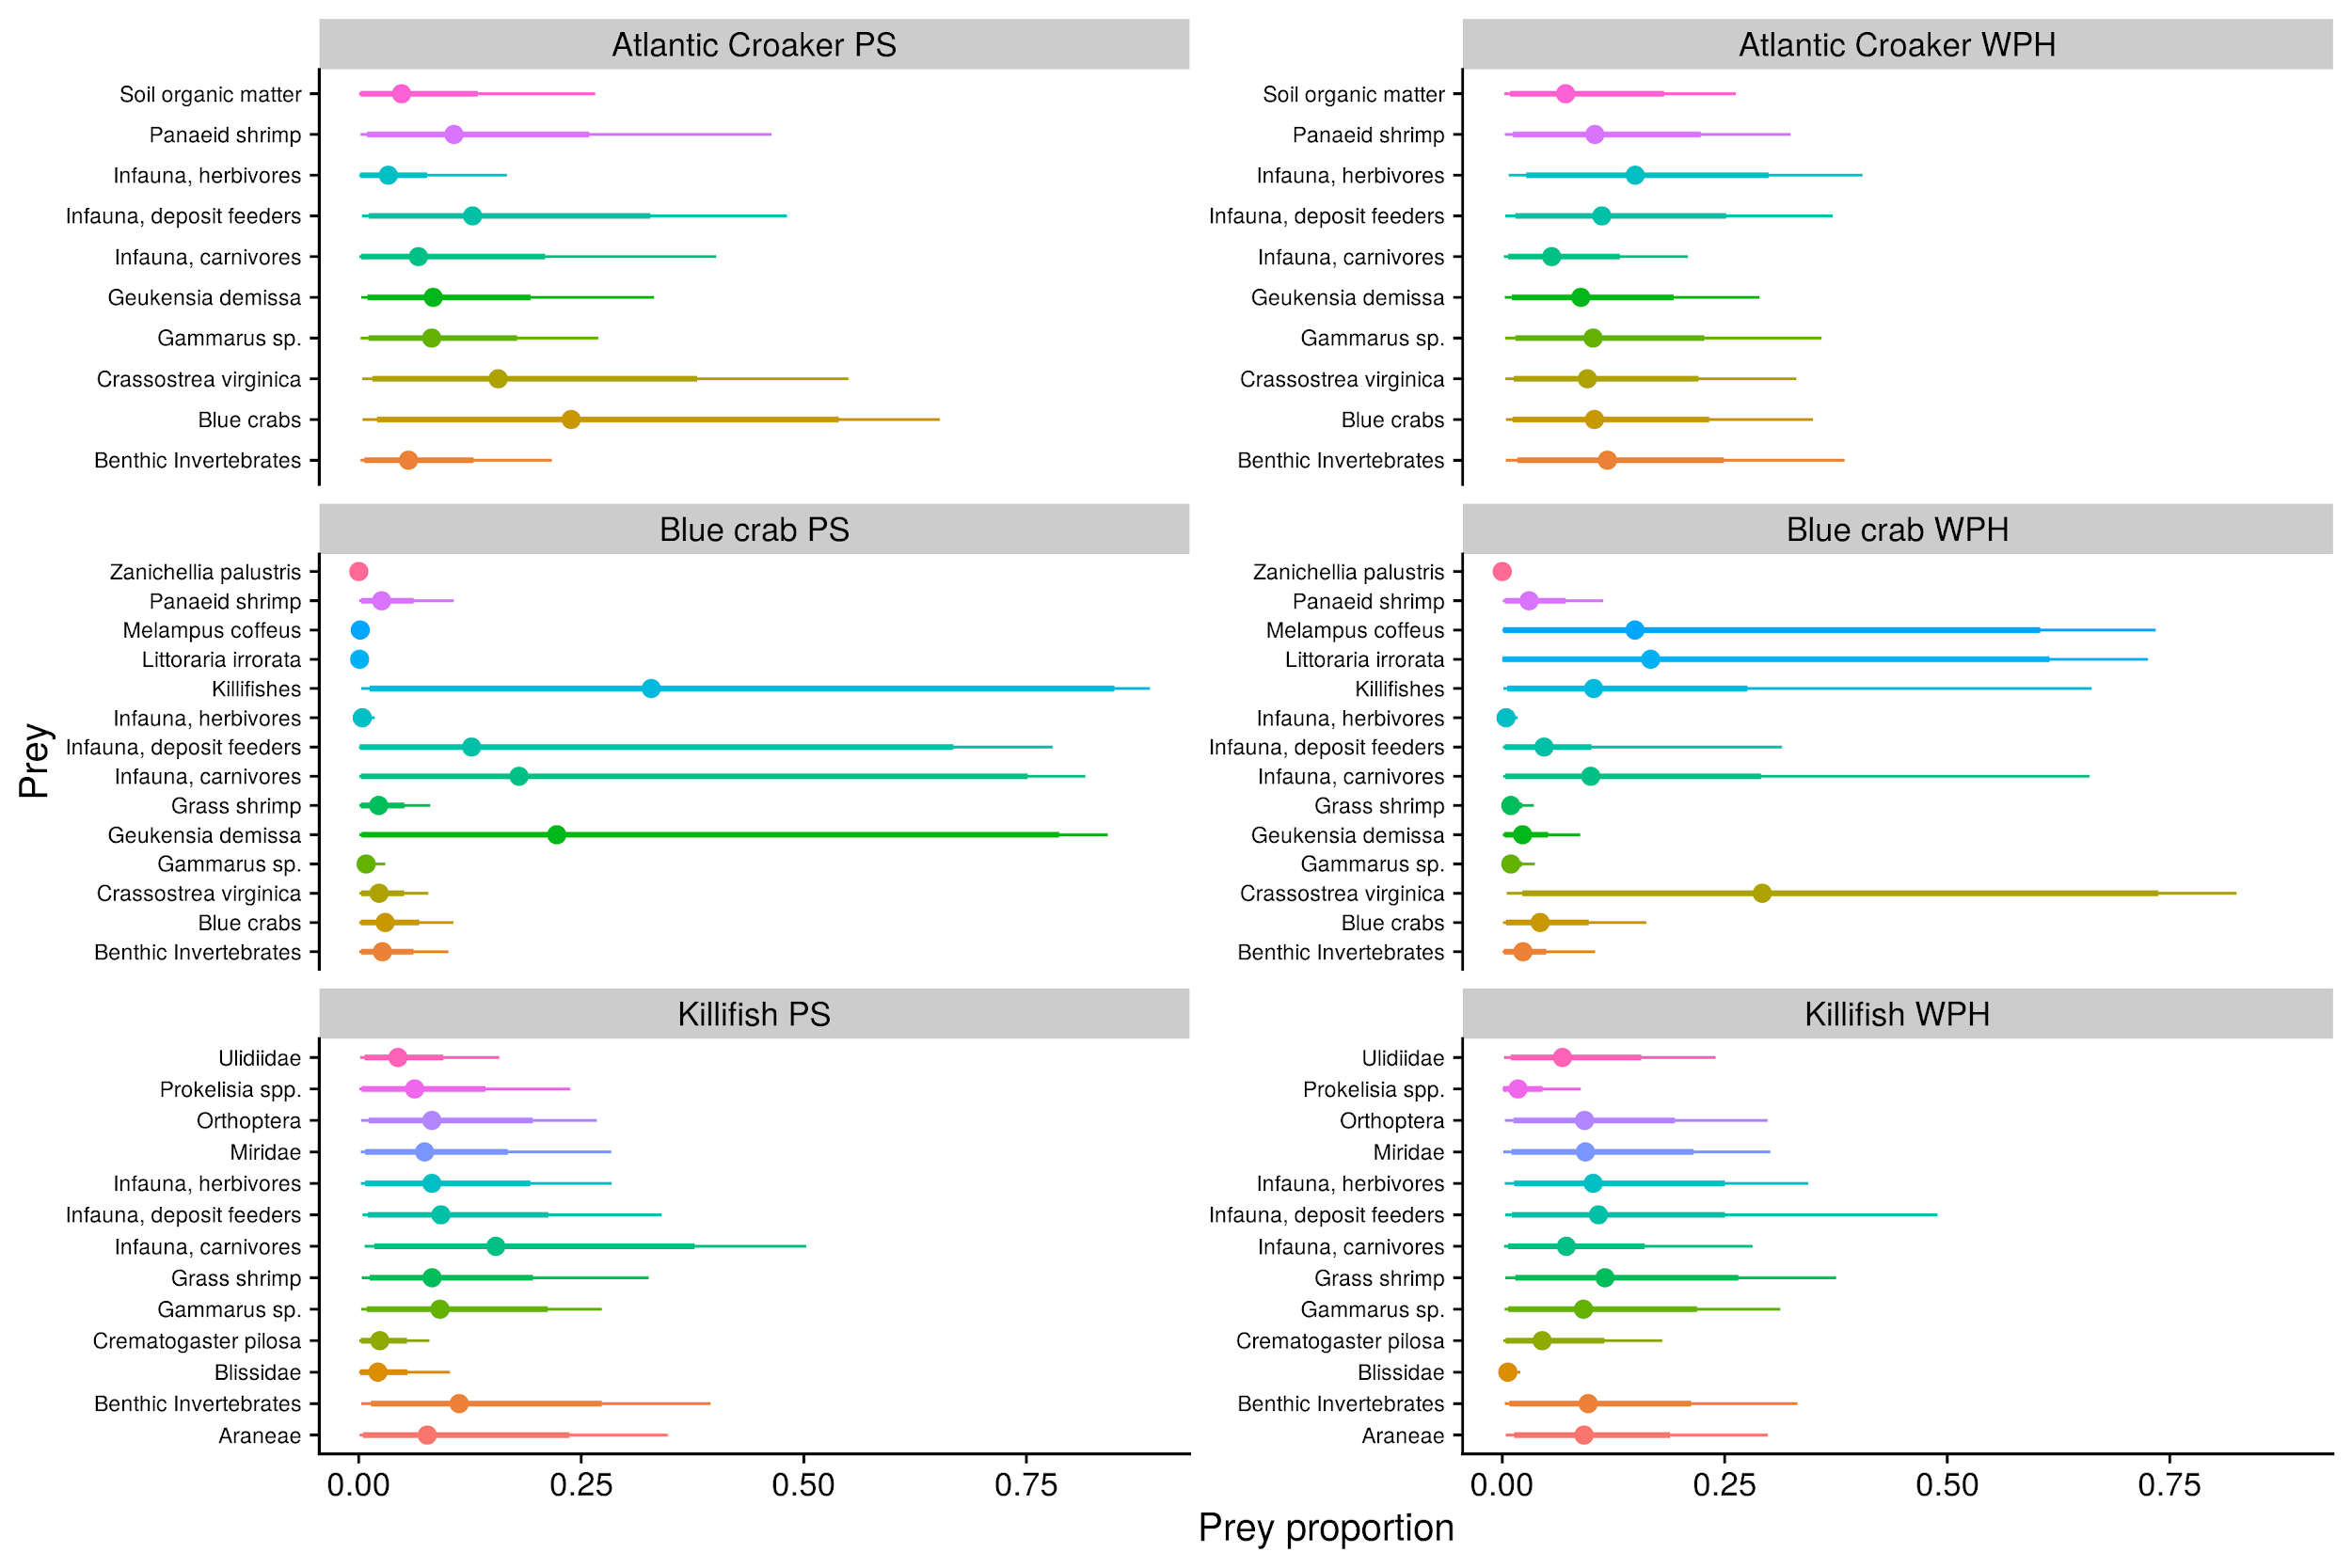 Atlantic Croaker PS
Soil organic matter
Panaeid shrimp
Infauna, herbivores
Infauna, deposit feeders
Infauna, carnivores
Geukensia demissa
Gammarus sp.
Crassostrea virginica
Blue crabs
Benthic Invertebrates
Atlantic Croaker WPH
Soil organic matter
Panaeid shrimp
Infauna, herbivores
Infauna, deposit feeders
Infauna, carnivores
Geukensia demissa
Gammarus sp.
Crassostrea virginica
Blue crabs
Benthic Invertebrates
Prey
Blue crab PS
Zanichellia palustris
Panaeid shrimp
Melampus coffeus
Littoraria irrorata
Killifishes
Infauna, herbivores
Infauna, deposit feeders
Infauna, carnivores
Grass shrimp
Geukensia demissa
Gammarus sp.
Crassostrea virginica
Blue crabs
Benthic Invertebrates
Blue crab WPH
Zanichellia palustris
Panaeid shrimp
Melampus coffeus
Littoraria irrorata
Killifishes
Infauna, herbivores
Infauna, deposit feeders
Infauna, carnivores
Grass shrimp
Geukensia demissa
Gammarus sp.
Crassostrea virginica
Blue crabs
Benthic Invertebrates
Killifish PS
Ulidiidae
Prokelisia spp.
Orthoptera
Miridae
Infauna, herbivores
Infauna, deposit feeders
Infauna, carnivores
Grass shrimp
Gammarus sp.
Crematogaster pilosa
Blissidae
Benthic Invertebrates
Araneae
0.00 0.25 0.50 0.75
Killifish WPH
Ulidiidae
Prokelisia spp.
Orthoptera
Miridae
Infauna, herbivores
Infauna, deposit feeders
Infauna, carnivores
Grass shrimp
Gammarus sp.
Crematogaster pilosa
Blissidae
Benthic Invertebrates
Araneae
0.00 0.25 0.50 0.75
Prey proportion